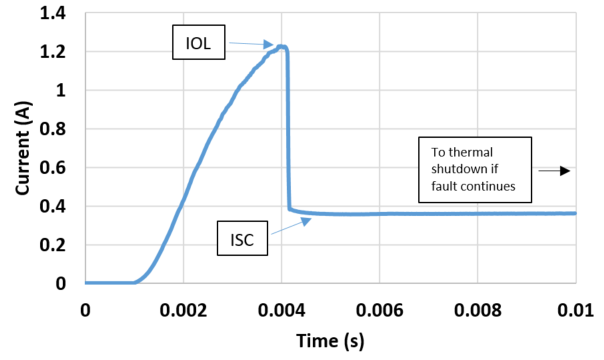 1.4
1.2
1
0.8
0.6
0.4
0.2
0
Current (A)
IOL
ISC
To thermal
shutdown if
fault continues
0 0.002 0.004 0.006 0.008 0.01
Time (s)